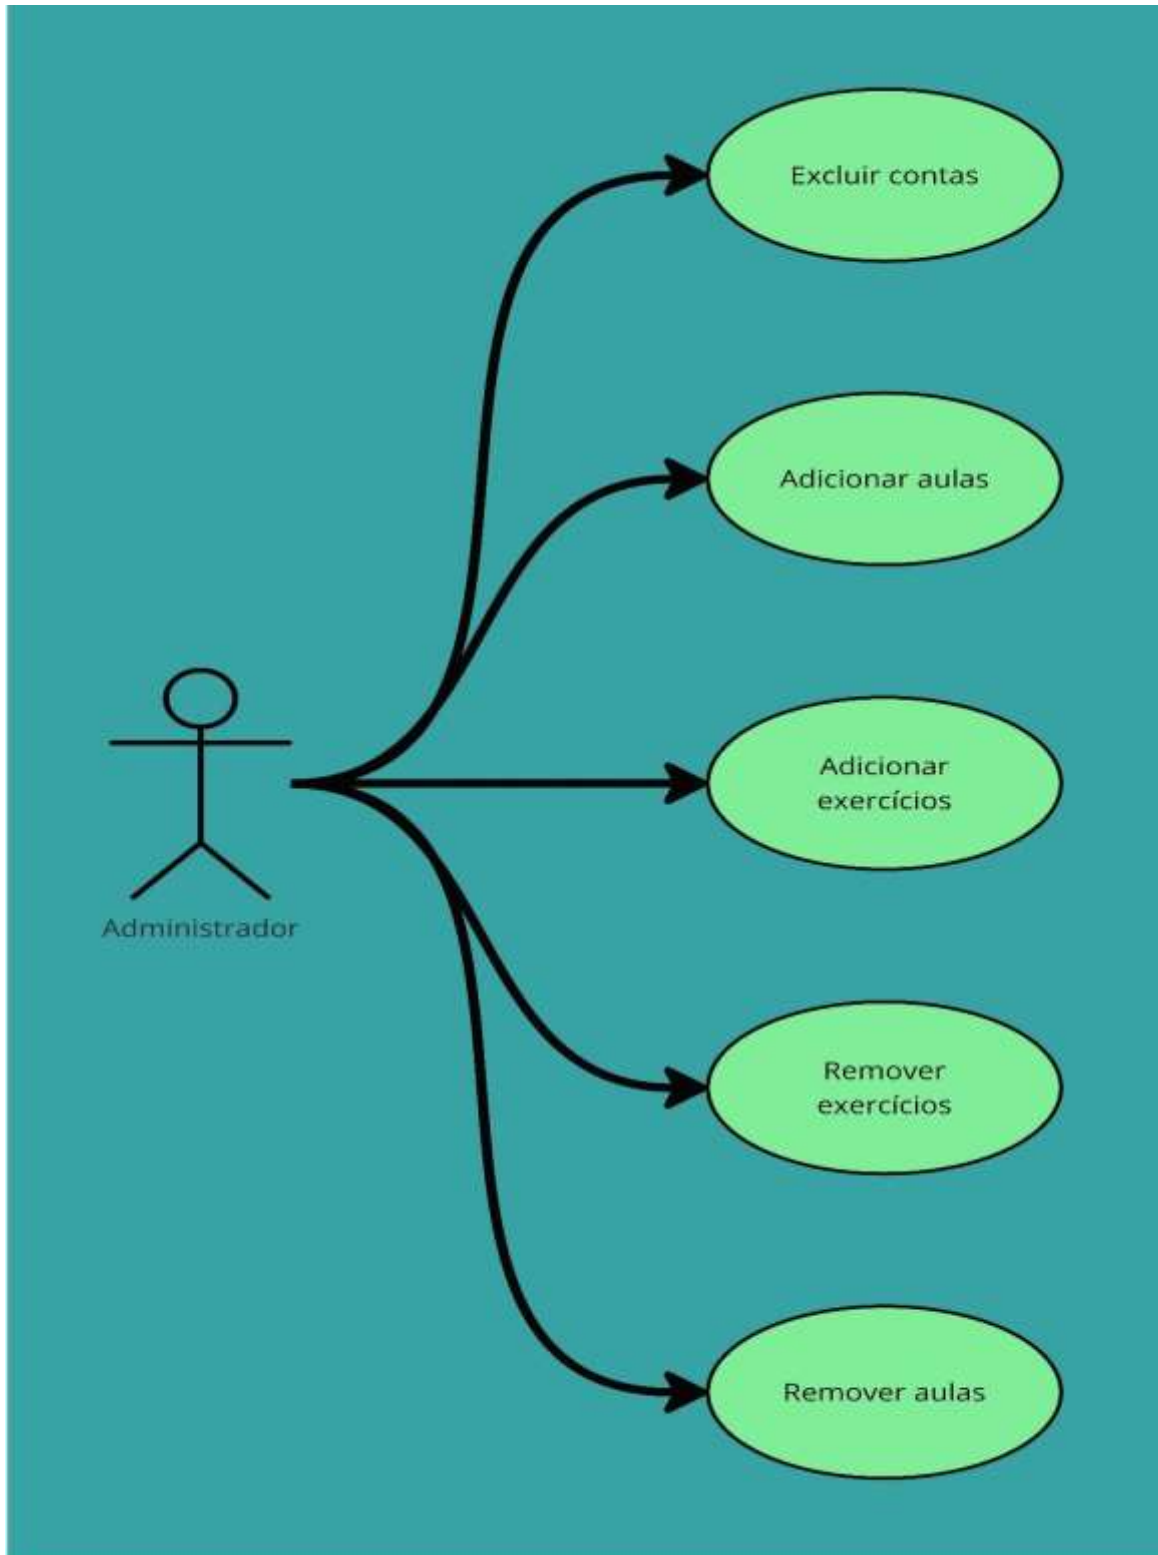 Excluir contas
Adicionar aulas
Adicionar
exercícios
Administrador
Remover
exercícios
Remover aulas